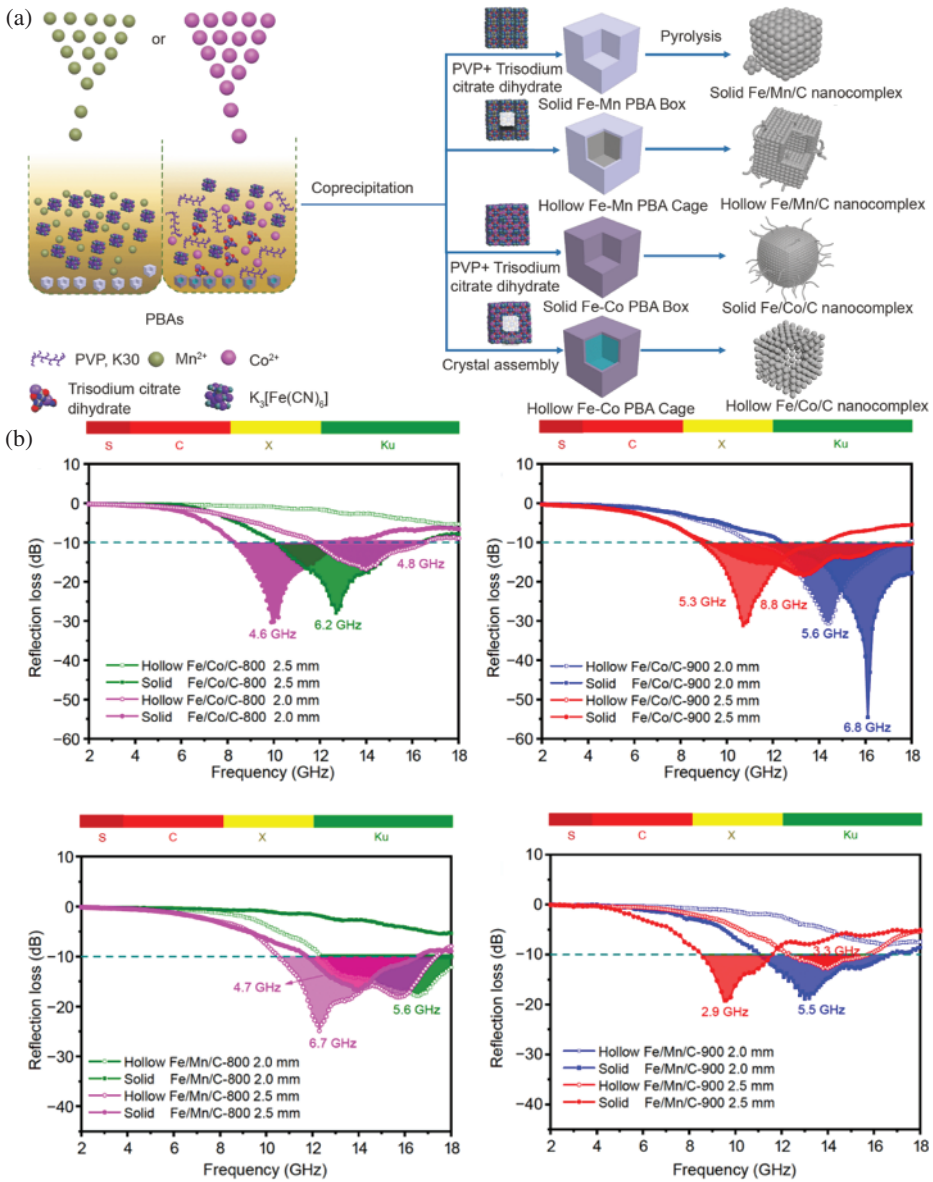 (a)
or
Coprecipitation
PBAs
PVP, K30
Mn²⁺
Co²⁺
Trisodium citrate
dihydrate
K₃[Fe(CN)₆]
PVP+ Trisodium
citrate dihydrate
Solid Fe-Mn PBA Box
Pyrolysis
Solid Fe/Mn/C nanocomplex
Hollow Fe-Mn PBA Cage
Hollow Fe/Mn/C nanocomplex
PVP+ Trisodium
citrate dihydrate
Solid Fe-Co PBA Box
Solid Fe/Co/C nanocomplex
Crystal assembly
Hollow Fe-Co PBA Cage
Hollow Fe/Co/C nanocomplex
(b)
S C X Ku
10
0
−10
−20
−30
−40
−50
−60
Reflection loss (dB)
4.8 GHz
4.6 GHz
6.2 GHz
Hollow Fe/Co/C-800 2.5 mm
Solid Fe/Co/C-800 2.5 mm
Hollow Fe/Co/C-800 2.0 mm
Solid Fe/Co/C-800 2.0 mm
2 4 6 8 10 12 14 16 18
Frequency (GHz)
S C X Ku
10
0
−10
−20
−30
−40
−50
−60
Reflection loss (dB)
5.3 GHz
8.8 GHz
5.6 GHz
6.8 GHz
Hollow Fe/Co/C-900 2.0 mm
Solid Fe/Co/C-900 2.0 mm
Hollow Fe/Co/C-900 2.5 mm
Solid Fe/Co/C-900 2.5 mm
2 4 6 8 10 12 14 16 18
Frequency (GHz)
S C X Ku
10
0
−10
−20
−30
−40
Reflection loss (dB)
4.7 GHz
5.6 GHz
6.7 GHz
Hollow Fe/Mn/C-800 2.0 mm
Solid Fe/Mn/C-800 2.0 mm
Hollow Fe/Mn/C-800 2.5 mm
Solid Fe/Mn/C-800 2.5 mm
2 4 6 8 10 12 14 16 18
Frequency (GHz)
S C X Ku
10
0
−10
−20
−30
−40
Reflection loss (dB)
3.3 GHz
2.9 GHz
5.5 GHz
Hollow Fe/Mn/C-900 2.0 mm
Solid Fe/Mn/C-900 2.0 mm
Hollow Fe/Mn/C-900 2.5 mm
Solid Fe/Mn/C-900 2.5 mm
2 4 6 8 10 12 14 16 18
Frequency (GHz)